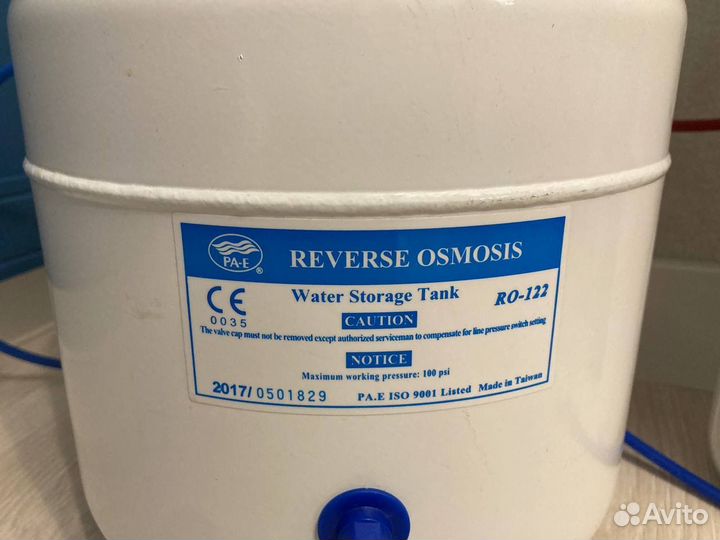 PA-E ®
REVERSE OSMOSIS
CE
0035
Water Storage Tank RO-122
CAUTION
The valve cap must not be removed except authorized serviceman to compensate for line pressure switch setting
NOTICE
Maximum working pressure: 100 psi
2017/0501829 PA.E ISO 9001 Listed Made in Taiwan
Avito